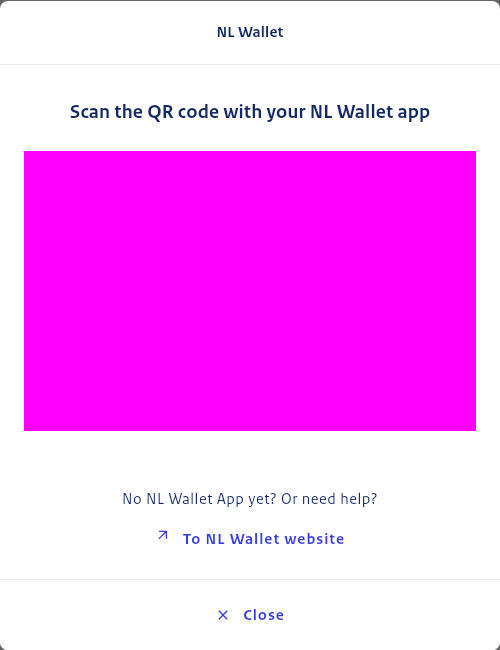 NL Wallet
Scan the QR code with your NL Wallet app
No NL Wallet App yet? Or need help?
To NL Wallet website
Close